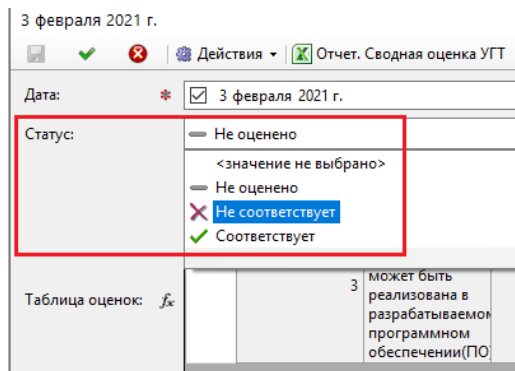 3 февраля 2021 г.
Действия Отчет. Сводная оценка УГТ
Дата: * 3 февраля 2021 г.
Статус: Не оценено
<значение не выбрано>
Не оценено
Не соответствует
Соответствует
Таблица оценок: fx 3 может быть
реализована в
разрабатываемом
программном
обеспечении(ПО)